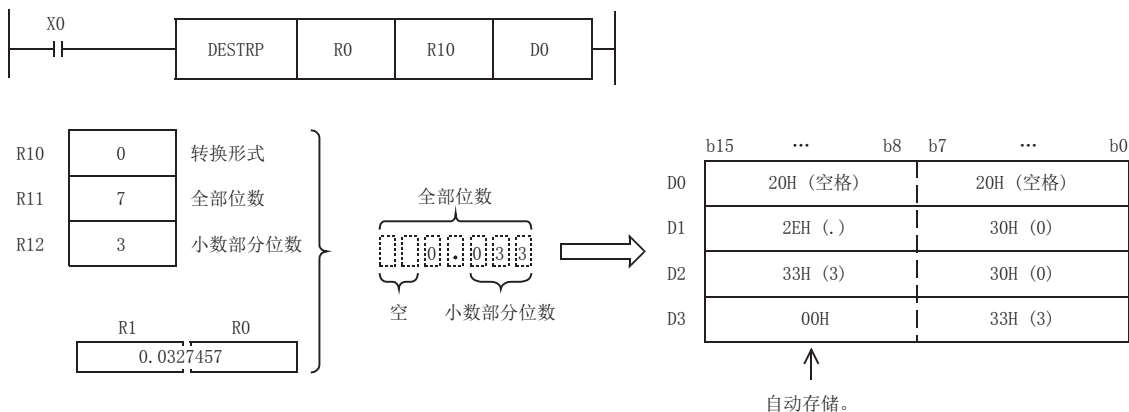 X0
DESTRP R0 R10 D0
R10 0 转换形式
R11 7 全部位数
R12 3 小数部分位数
R1 R0
0.0327457
全部位数
0 . 0 3 3
空 小数部分位数
b15 … b8 b7 … b0
D0 20H (空格) 20H (空格)
D1 2EH (.) 30H (0)
D2 33H (3) 30H (0)
D3 00H 33H (3)
自动存储。